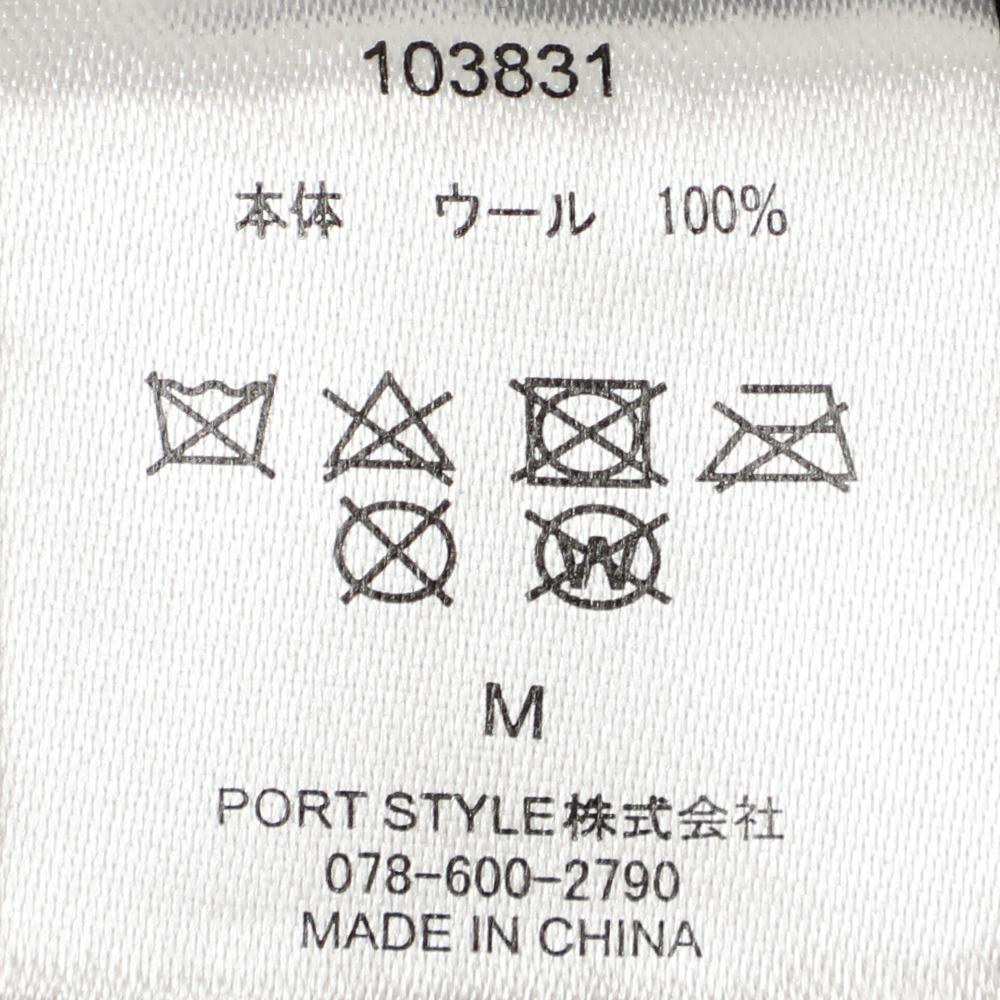 103831
本体 ウール 100%
W
M
PORT STYLE株式会社
078-600-2790
MADE IN CHINA